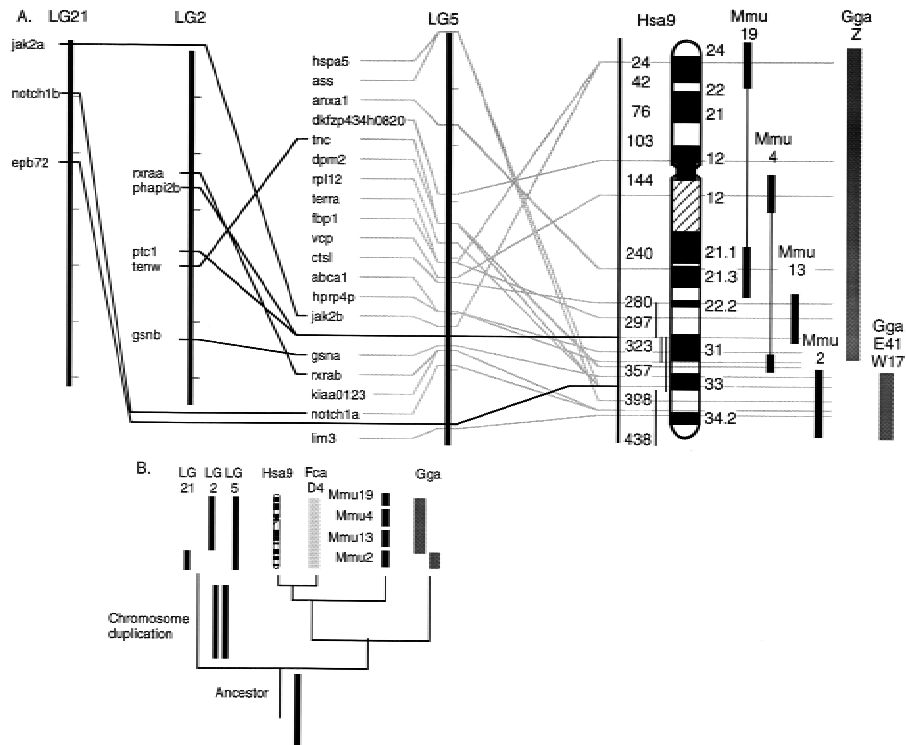 A.
LG21
LG2
LG5
Hsa9
Mmu
19
Gga
Z
jak2a
notch1b
epb72
rxraa
phapi2b
ptc1
tenw
gsnb
hspa5
ass
anxa1
dkfzp434h0820
tnc
dpm2
rpl12
terra
fbp1
vcp
ctsl
abca1
hprp4p
jak2b
gsna
rxrab
kiaa0123
notch1a
lim3
24
42
76
103
144
240
280
297
323
357
398
438
24
22
21
12
12
21.1
21.3
22.2
31
33
34.2
Mmu
4
Mmu
13
Mmu
2
Gga
E41
W17
B.
LG
21
LG
2
LG
5
Hsa9
Fca
D4
Mmu19
Mmu4
Mmu13
Mmu2
Gga
Chromosome
duplication
Ancestor